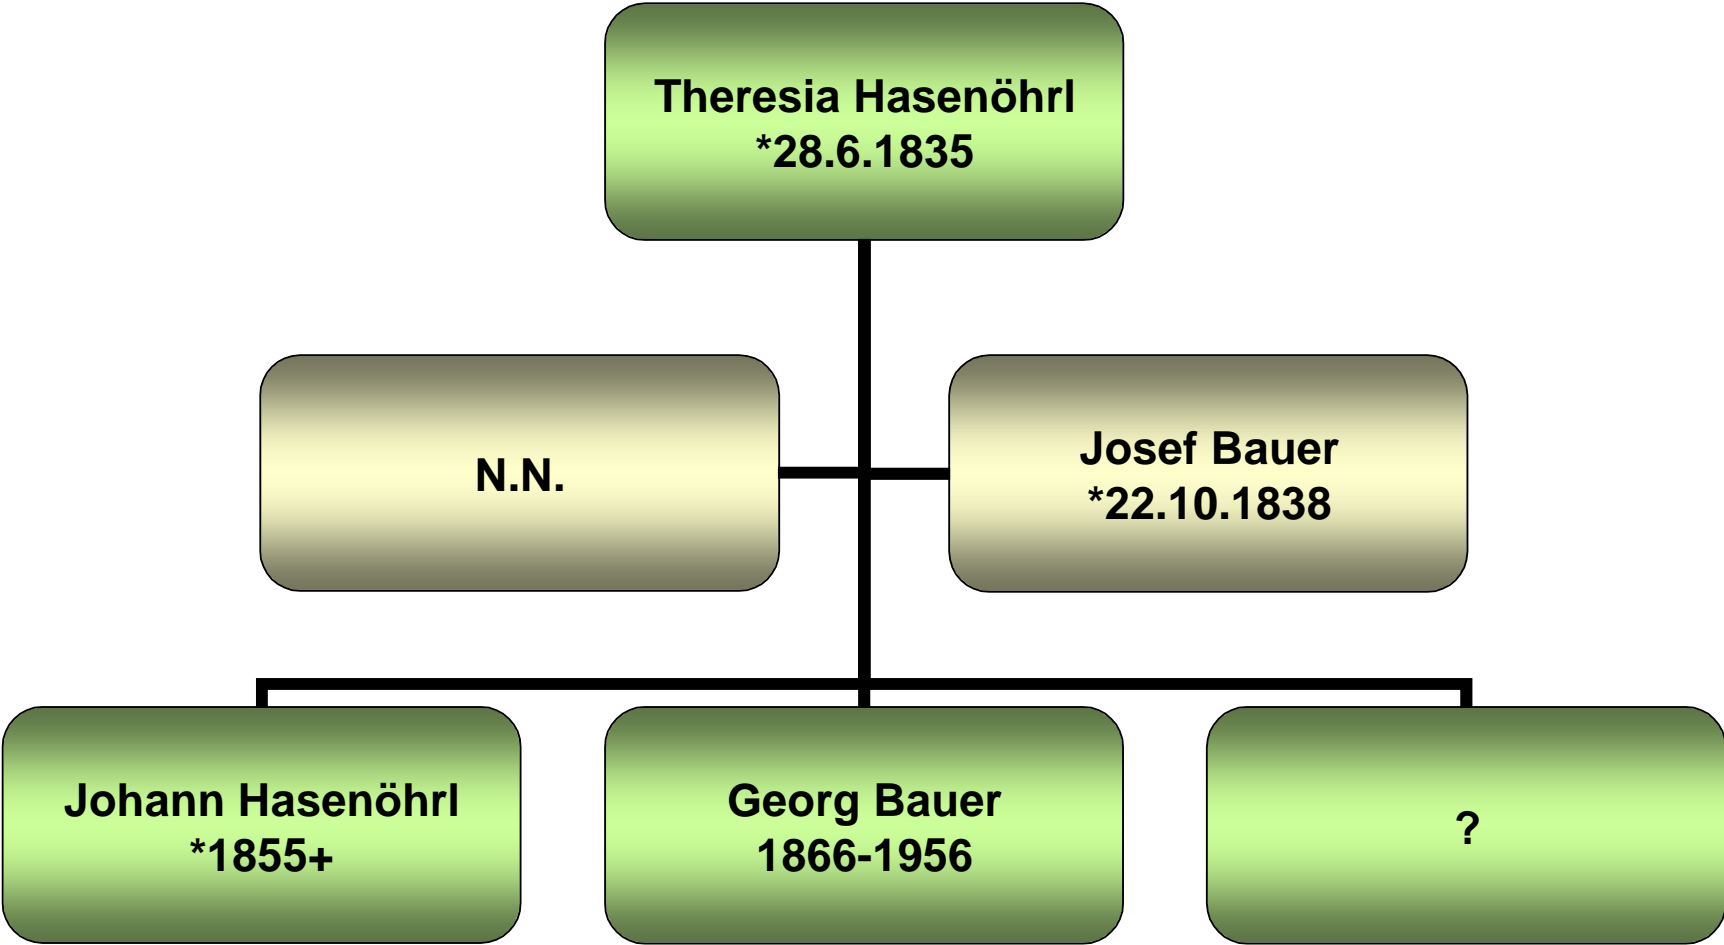 Theresia Hasenöhrl
*28.6.1835
N.N.
Josef Bauer
*22.10.1838
Johann Hasenöhrl
*1855+
Georg Bauer
1866-1956
?